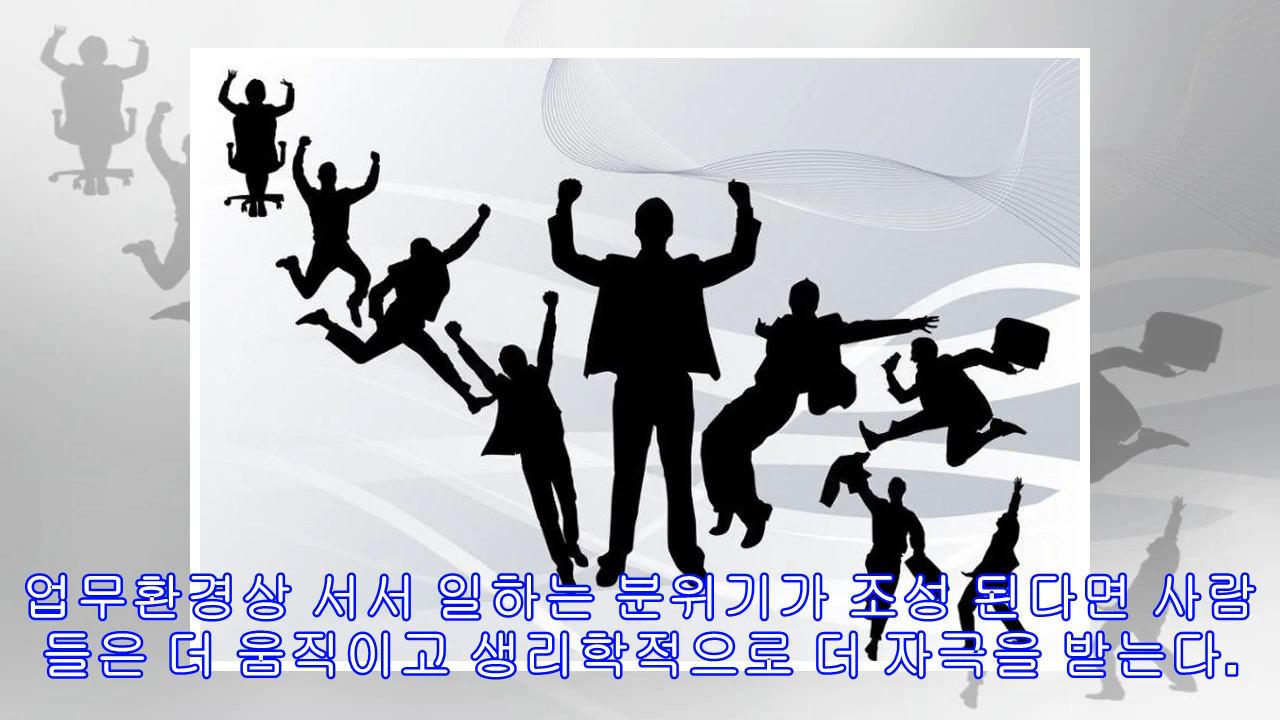 업무환경상 서서 일하는 분위기가 조성 된다면 사람
들은 더 움직이고 생리학적으로 더 자극을 받는다.